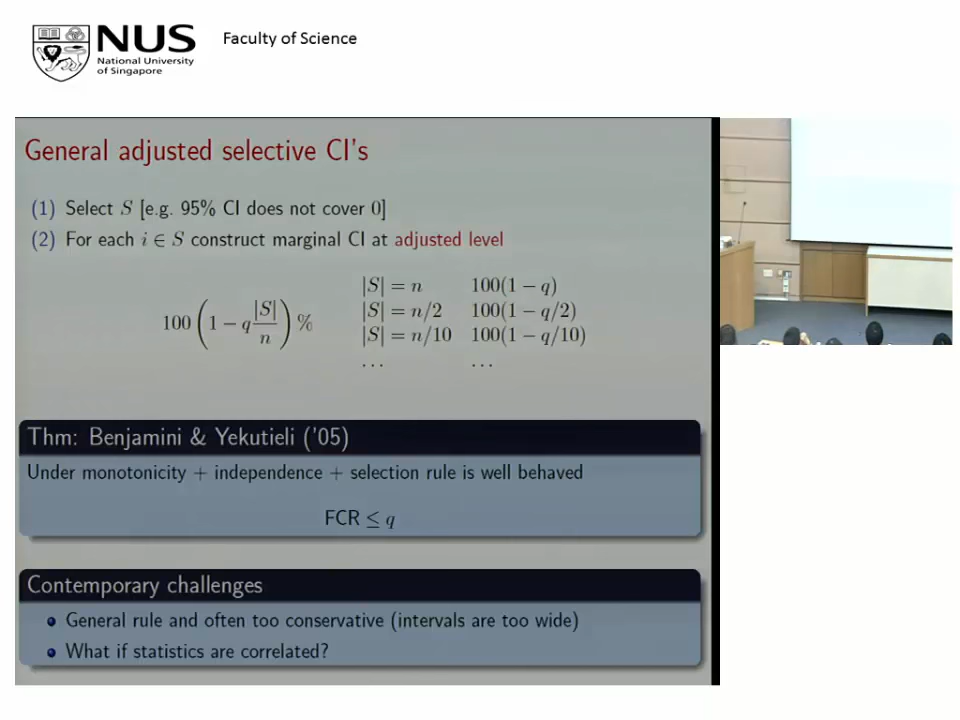 NUS
National University
of Singapore
Faculty of Science
General adjusted selective CI's
(1) Select S [e.g. 95% CI does not cover 0]
(2) For each i ∈ S construct marginal CI at adjusted level
100 (1 − q |S|/n) %
|S| = n 100(1 − q)
|S| = n/2 100(1 − q/2)
|S| = n/10 100(1 − q/10)
... ...
Thm: Benjamini & Yekutieli ('05)
Under monotonicity + independence + selection rule is well behaved
FCR ≤ q
Contemporary challenges
General rule and often too conservative (intervals are too wide)
What if statistics are correlated?